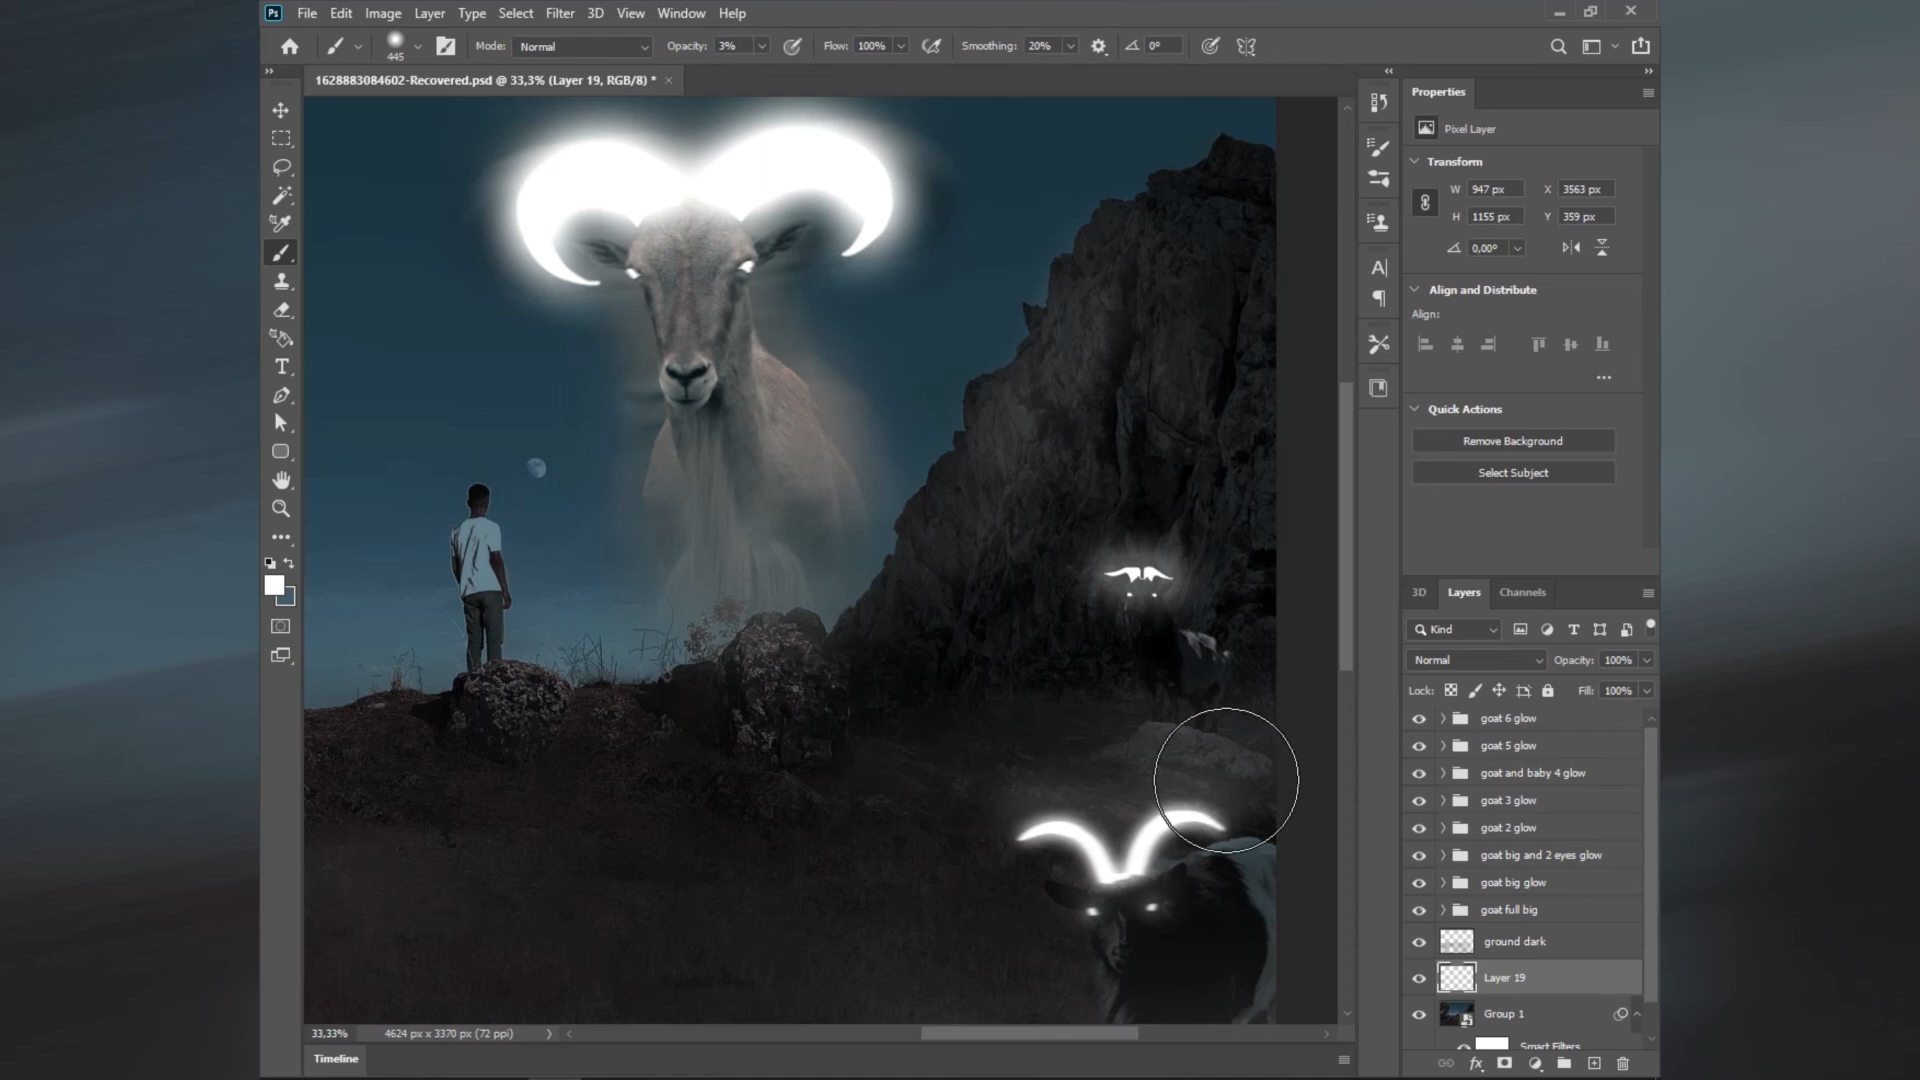 Ps File Edit Image Layer Type Select Filter 3D View Window Help
445 Mode: Normal Opacity: 3% Flow: 100% Smoothing: 20% 0°
1628883084602-Recovered.psd @ 33,3% (Layer 19, RGB/8) *
Properties
Pixel Layer
Transform
W 947 px X 3563 px
H 1155 px Y 359 px
0,00°
Align and Distribute
Align:
Quick Actions
Remove Background
Select Subject
3D Layers Channels
Kind
Normal Opacity: 100%
Lock: Fill: 100%
goat 6 glow
goat 5 glow
goat and baby 4 glow
goat 3 glow
goat 2 glow
goat big and 2 eyes glow
goat big glow
goat full big
ground dark
Layer 19
Group 1
Smart Filters
33,33% 4624 px x 3370 px (72 ppi)
Timeline